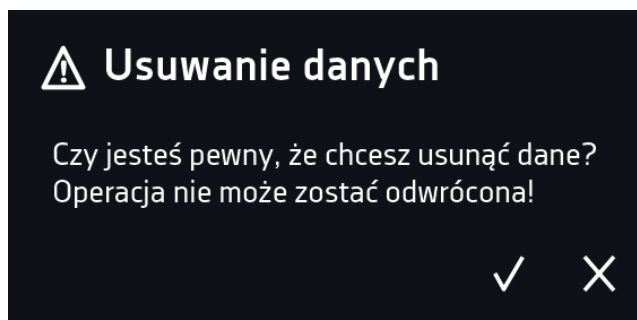 Usuwanie danych
Czy jesteś pewny, że chcesz usunąć dane?
Operacja nie może zostać odwrócona!